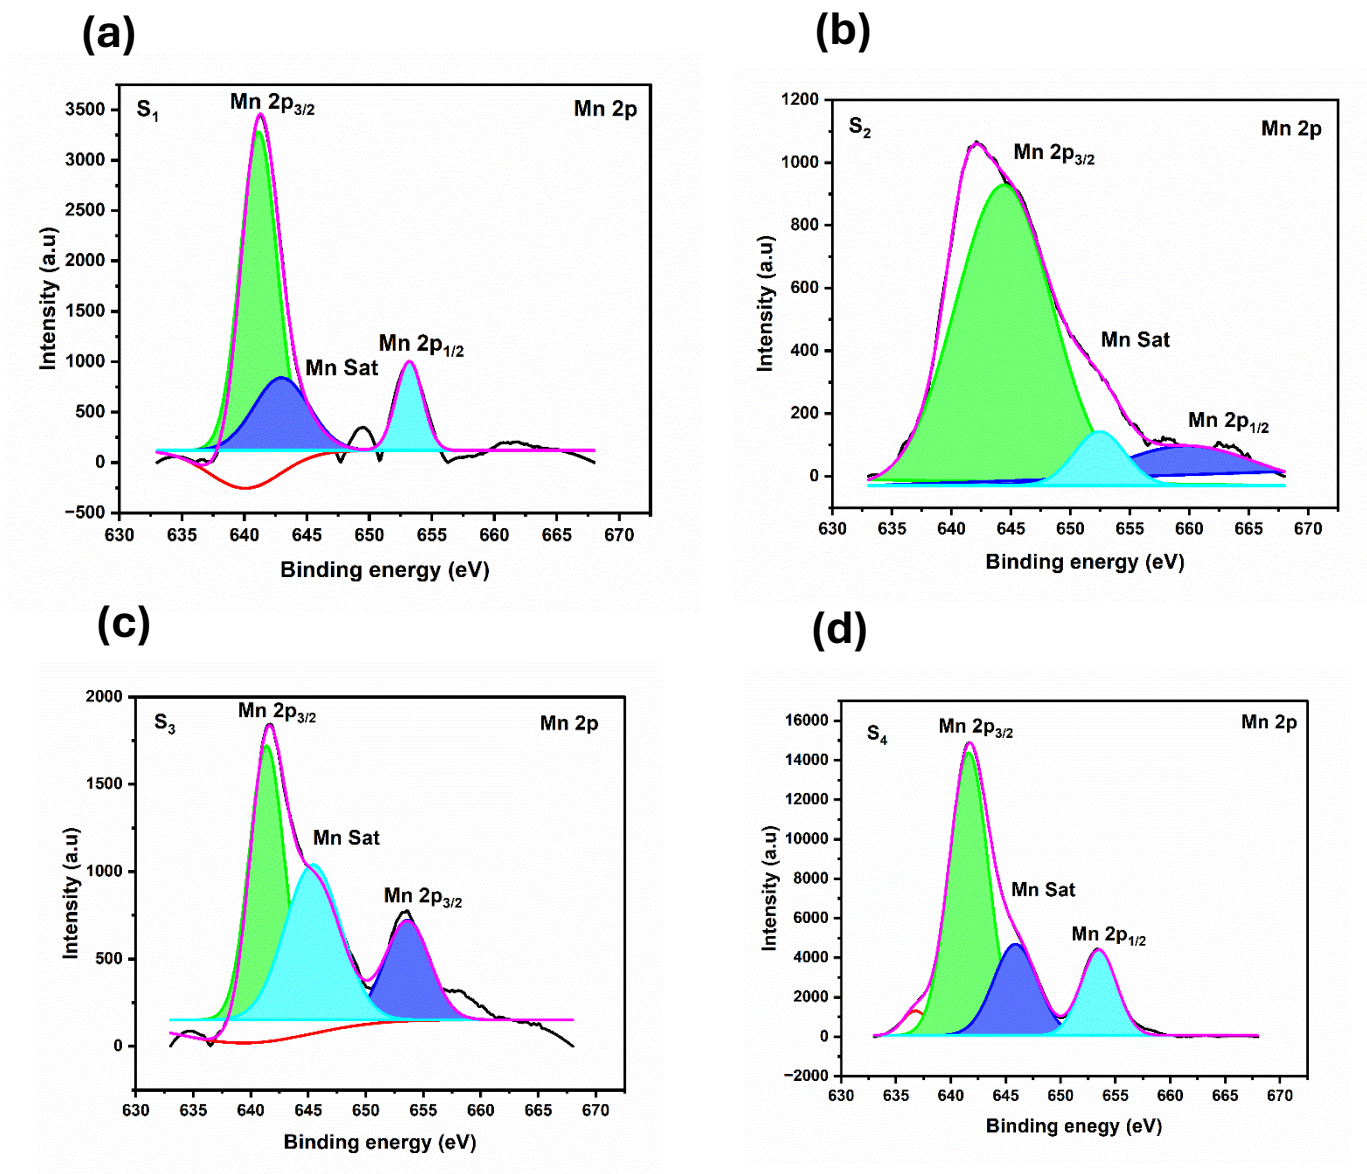 (a)
S1
Mn 2p3/2
Mn 2p
Mn Sat
Mn 2p1/2
3500
3000
2500
2000
1500
1000
500
0
−500
630 635 640 645 650 655 660 665 670
Intensity (a.u)
Binding energy (eV)
(b)
S2
Mn 2p
Mn 2p3/2
Mn Sat
Mn 2p1/2
1200
1000
800
600
400
200
0
630 635 640 645 650 655 660 665 670
Intensity (a.u)
Binding energy (eV)
(c)
S3
Mn 2p3/2
Mn 2p
Mn Sat
Mn 2p3/2
2000
1500
1000
500
0
630 635 640 645 650 655 660 665 670
Intensity (a.u)
Binding eneгgy (eV)
(d)
S4
Mn 2p3/2
Mn 2p
Mn Sat
Mn 2p1/2
16000
14000
12000
10000
8000
6000
4000
2000
0
−2000
630 635 640 645 650 655 660 665 670
Intensity (a.u)
Binding enegy (eV)